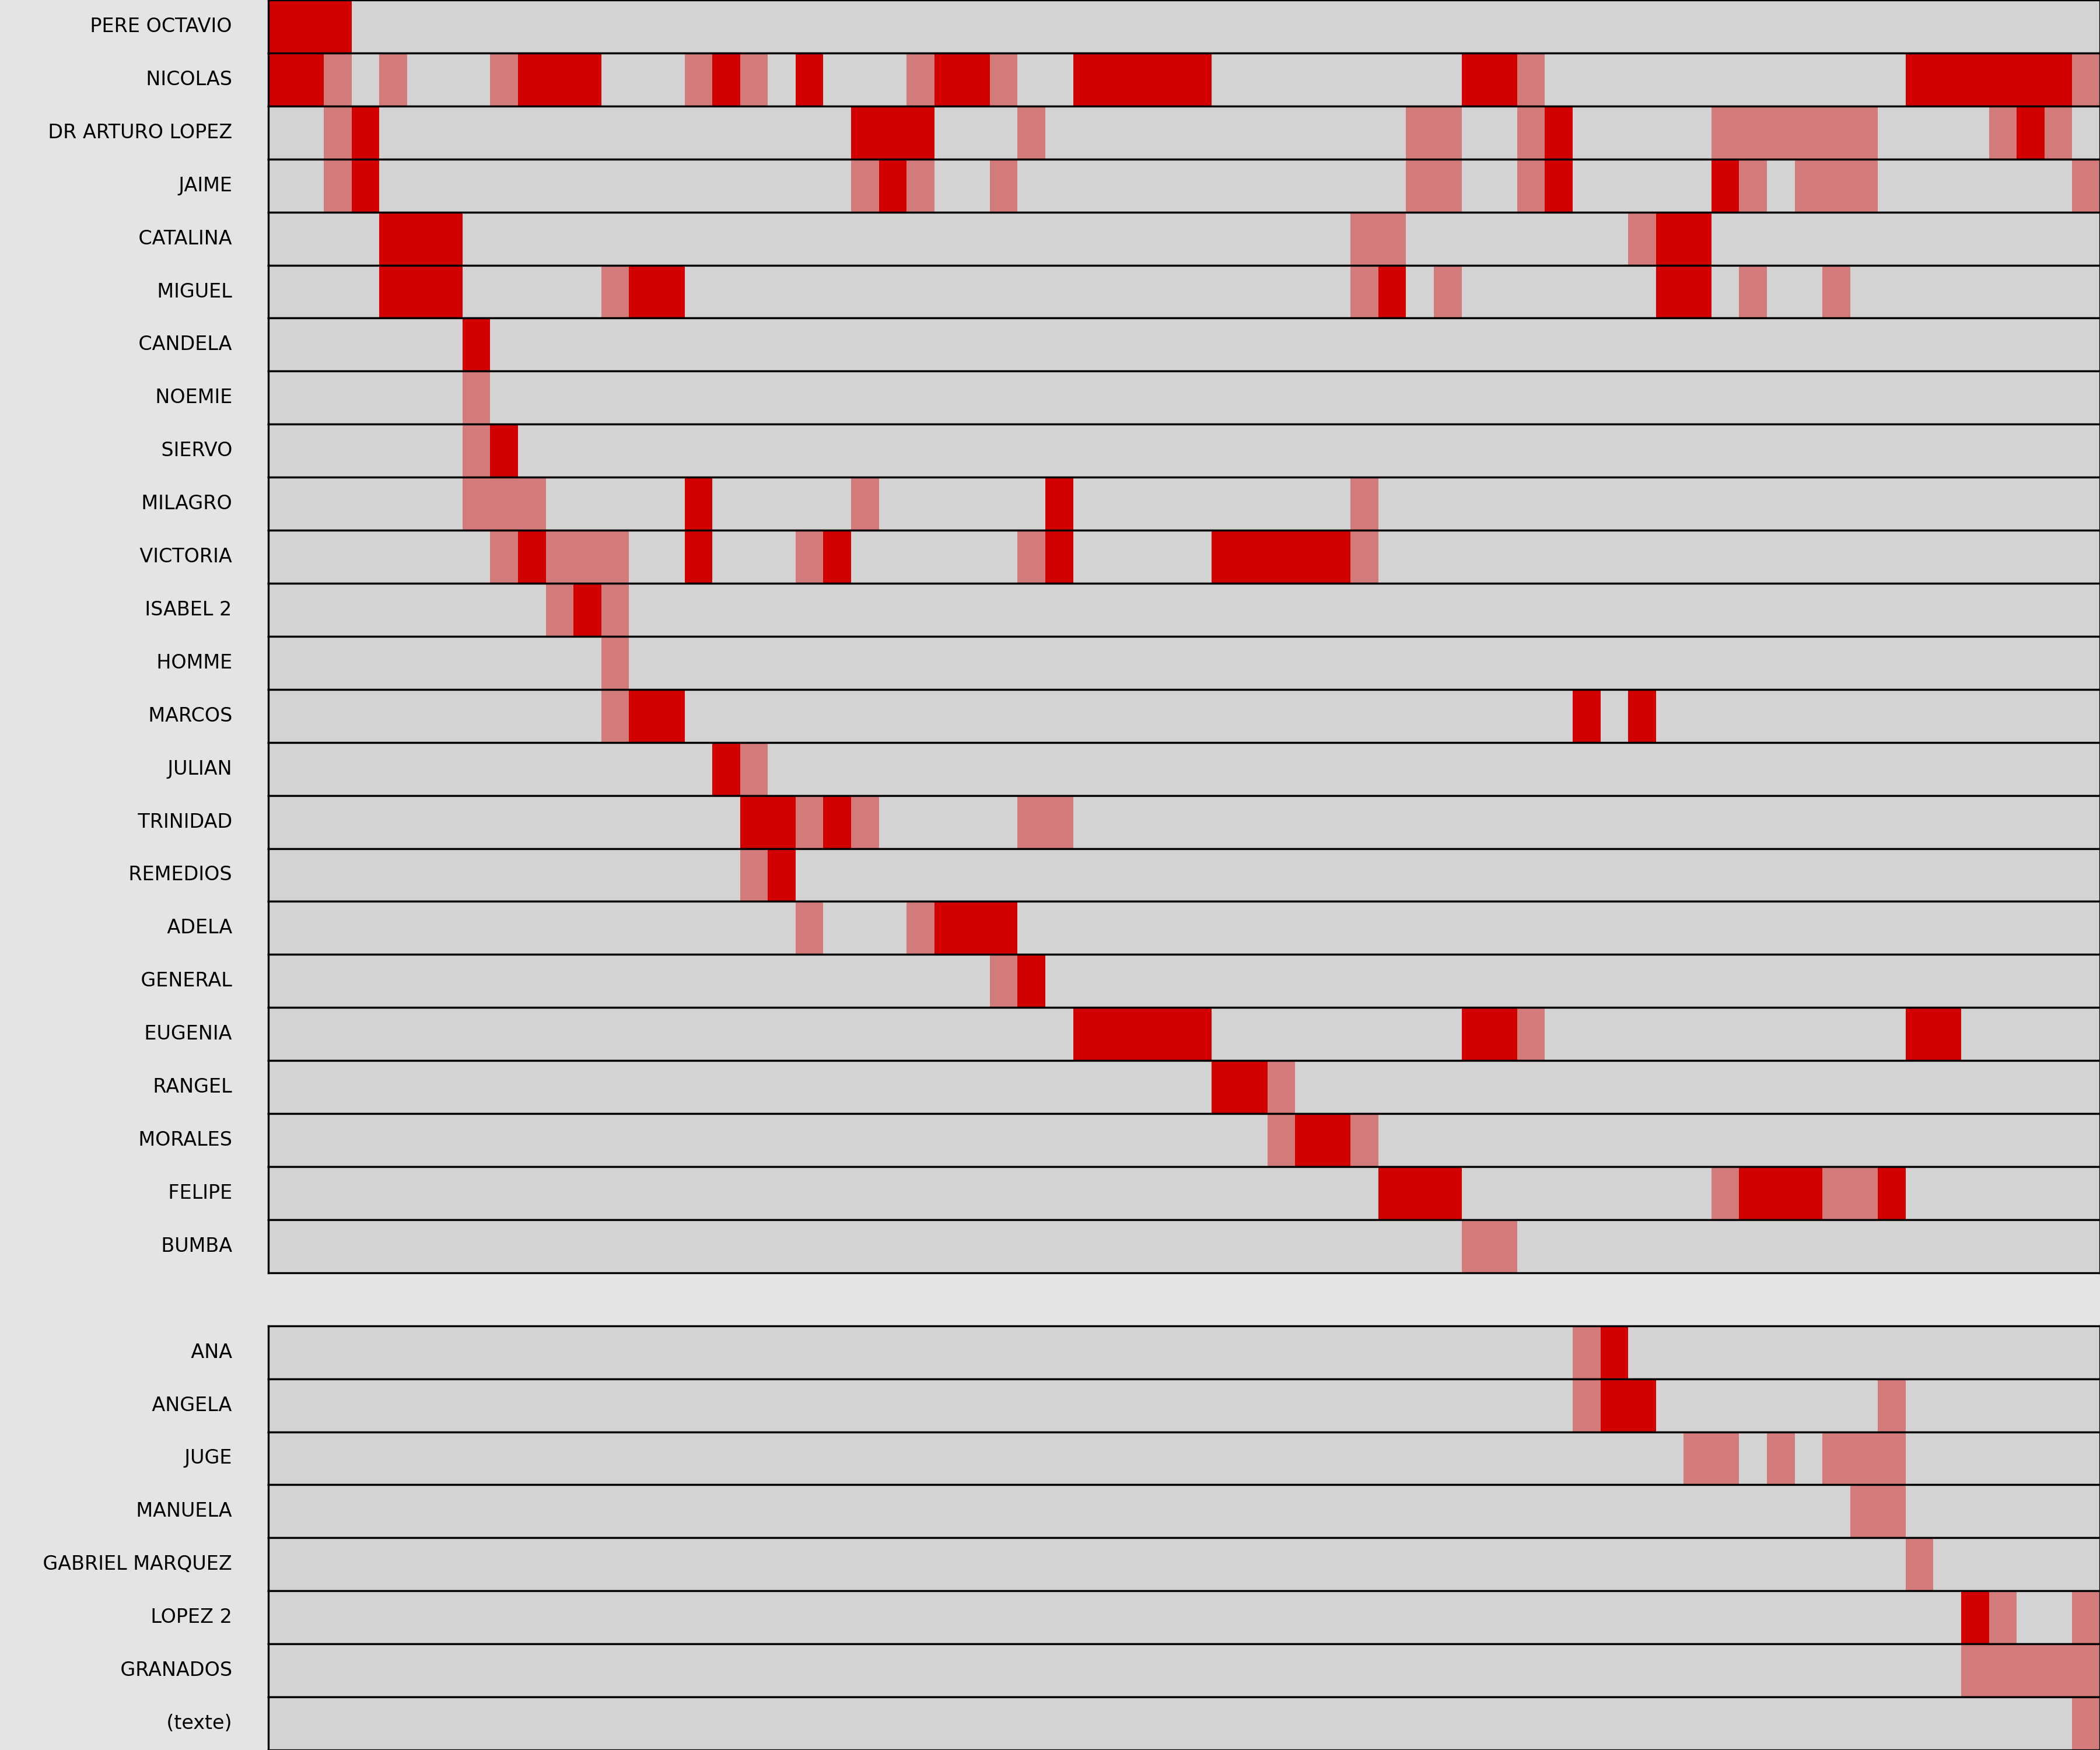 PERE OCTAVIO
NICOLAS
DR ARTURO LOPEZ
JAIME
CATALINA
MIGUEL
CANDELA
NOEMIE
SIERVO
MILAGRO
VICTORIA
ISABEL 2
HOMME
MARCOS
JULIAN
TRINIDAD
REMEDIOS
ADELA
GENERAL
EUGENIA
RANGEL
MORALES
FELIPE
BUMBA
ANA
ANGELA
JUGE
MANUELA
GABRIEL MARQUEZ
LOPEZ 2
GRANADOS
(texte)